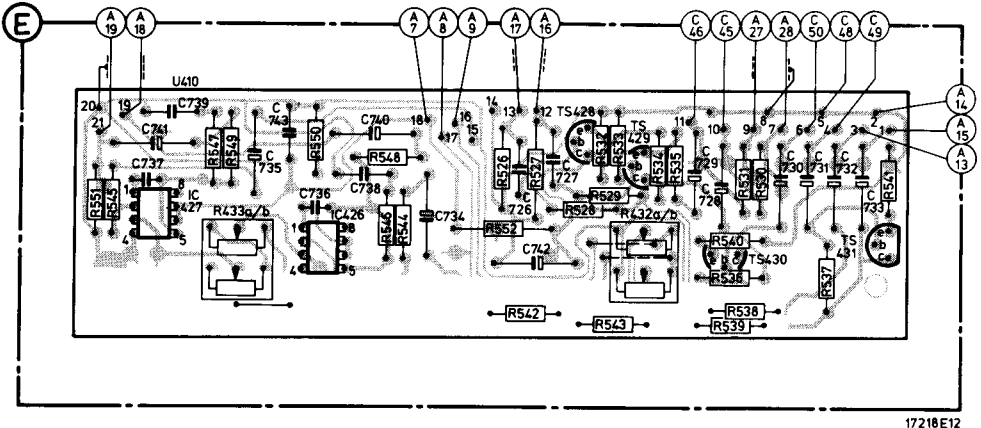 E
A 19
A 18
A 7
A 8
A 9
A 17
A 16
C 46
C 45
A 27
A 28
C 50
C 48
C 49
A 14
A 15
A 13
U410
20
21
19
18
17
16
15
14
13
12
11
10
9
8
7
6
5
4
3
2
1
C739
C741
C737
C 743
C740
C738
C736
C 735
C734
C742
C 726
C 727
C 729
C 728
C 730
C 731
C 732
C 733
R547
R549
R550
R548
R551
R545
R546
R544
R526
R527
R532
R533
R534
R535
R529
R528
R552
R531
R530
R541
R540
R536
R537
R538
R539
R542
R543
R433a/b
R432a/b
IC 427
1
8
4
5
IC426
1
8
4
5
TS428
TS 429
TS430
TS 431
e
b
c
17218E12